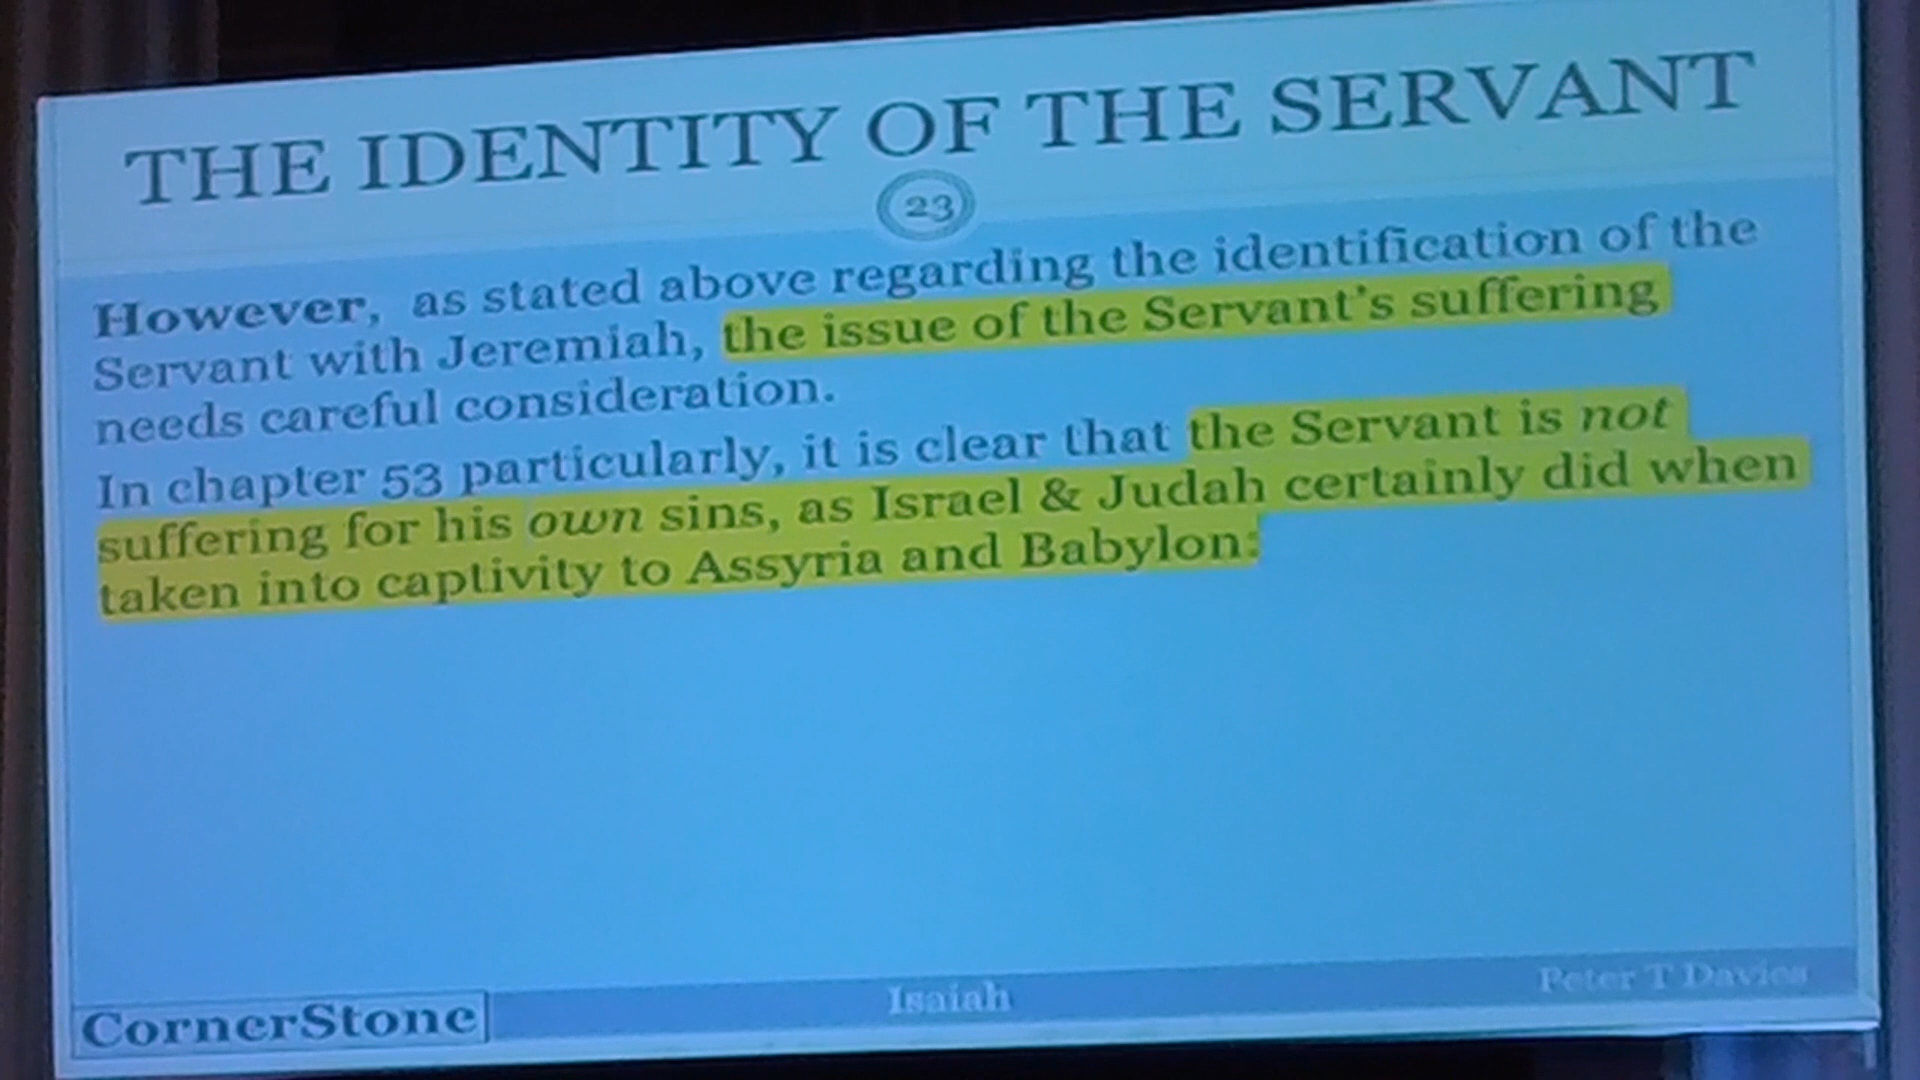 THE IDENTITY OF THE SERVANT
23
However, as stated above regarding the identification of the
Servant with Jeremiah, the issue of the Servant's suffering
needs careful consideration.
In chapter 53 particularly, it is clear that the Servant is not
suffering for his own sins, as Israel & Judah certainly did when
taken into captivity to Assyria and Babylon:
CornerStone
Isaiah
Peter T Davies